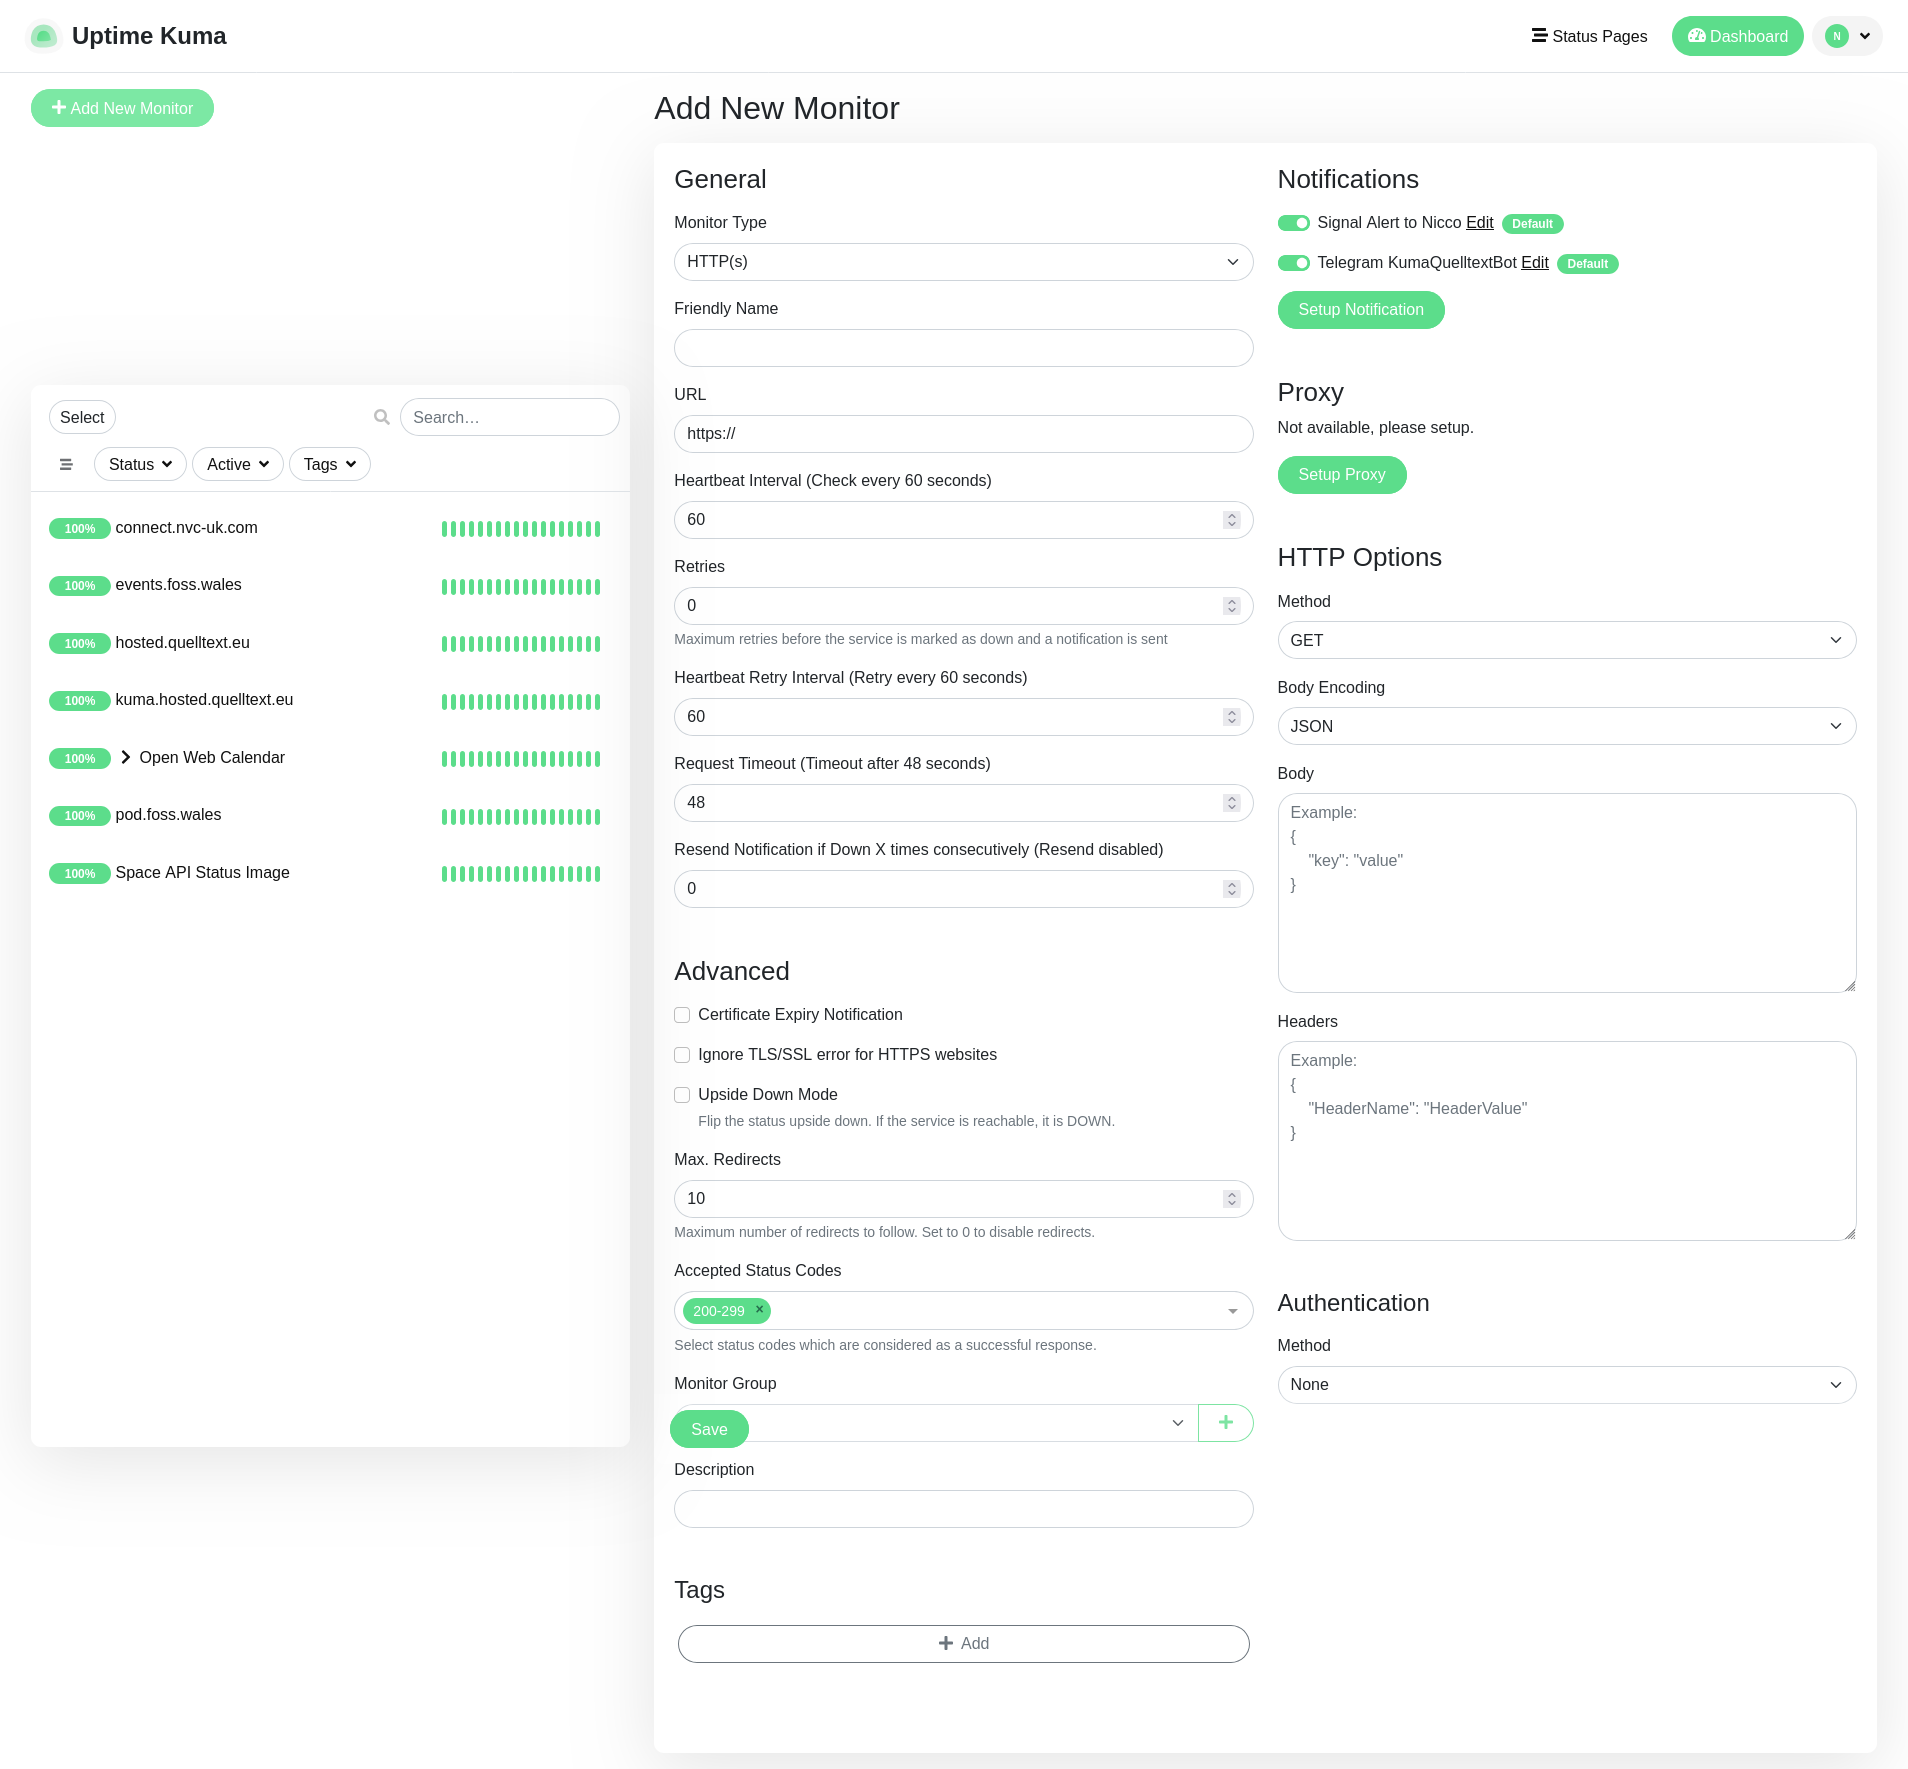 Uptime Kuma
Status Pages
Dashboard
N
Add New Monitor
Select
Search…
Status
Active
Tags
100% connect.nvc-uk.com
100% events.foss.wales
100% hosted.quelltext.eu
100% kuma.hosted.quelltext.eu
100% Open Web Calendar
100% pod.foss.wales
100% Space API Status Image
Add New Monitor
General
Monitor Type
HTTP(s)
Friendly Name
URL
https://
Heartbeat Interval (Check every 60 seconds)
60
Retries
0
Maximum retries before the service is marked as down and a notification is sent
Heartbeat Retry Interval (Retry every 60 seconds)
60
Request Timeout (Timeout after 48 seconds)
48
Resend Notification if Down X times consecutively (Resend disabled)
0
Advanced
Certificate Expiry Notification
Ignore TLS/SSL error for HTTPS websites
Upside Down Mode
Flip the status upside down. If the service is reachable, it is DOWN.
Max. Redirects
10
Maximum number of redirects to follow. Set to 0 to disable redirects.
Accepted Status Codes
200-299 ×
Select status codes which are considered as a successful response.
Monitor Group
Save
Description
Tags
Add
Notifications
Signal Alert to Nicco Edit Default
Telegram KumaQuelltextBot Edit Default
Setup Notification
Proxy
Not available, please setup.
Setup Proxy
HTTP Options
Method
GET
Body Encoding
JSON
Body
Example:
{
"key": "value"
}
Headers
Example:
{
"HeaderName": "HeaderValue"
}
Authentication
Method
None